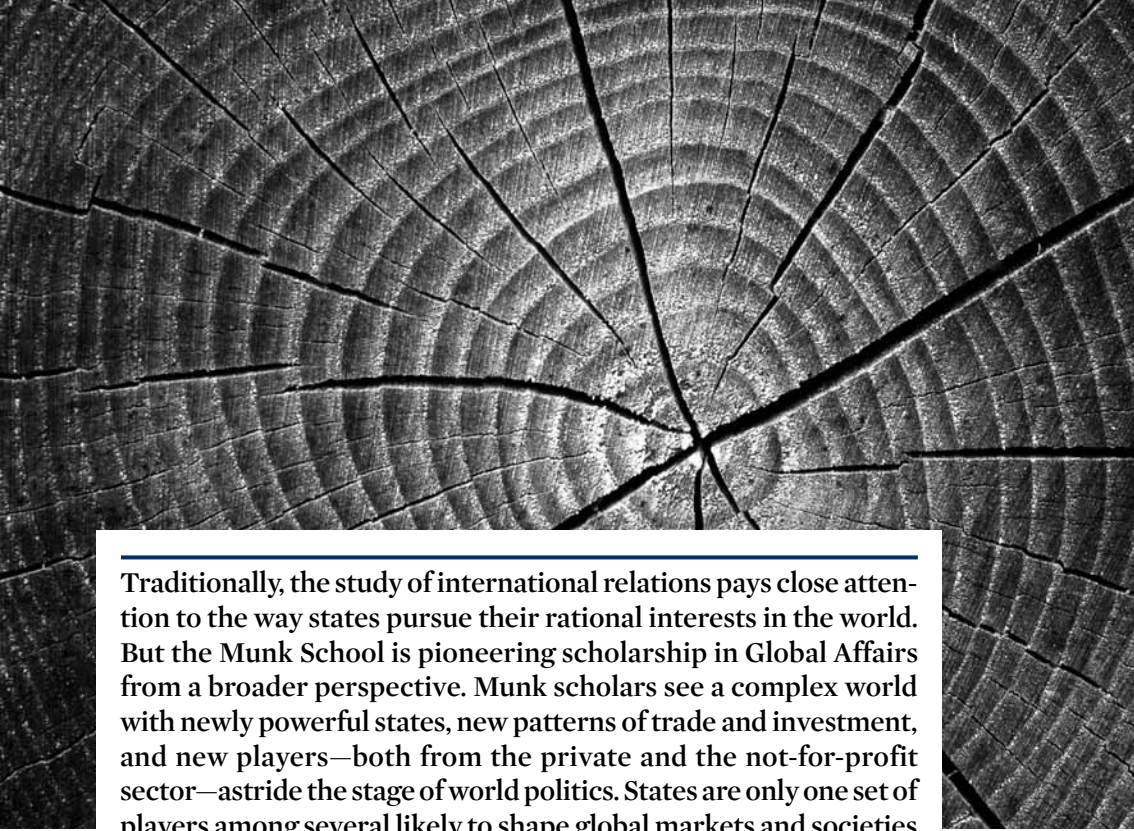 Traditionally, the study of international relations pays close atten-
tion to the way states pursue their rational interests in the world.
But the Munk School is pioneering scholarship in Global Affairs
from a broader perspective. Munk scholars see a complex world
with newly powerful states, new patterns of trade and investment,
and new players—both from the private and the not-for-profit
sector—astride the stage of world politics. States are only one set of
players among several likely to shape global markets and societies